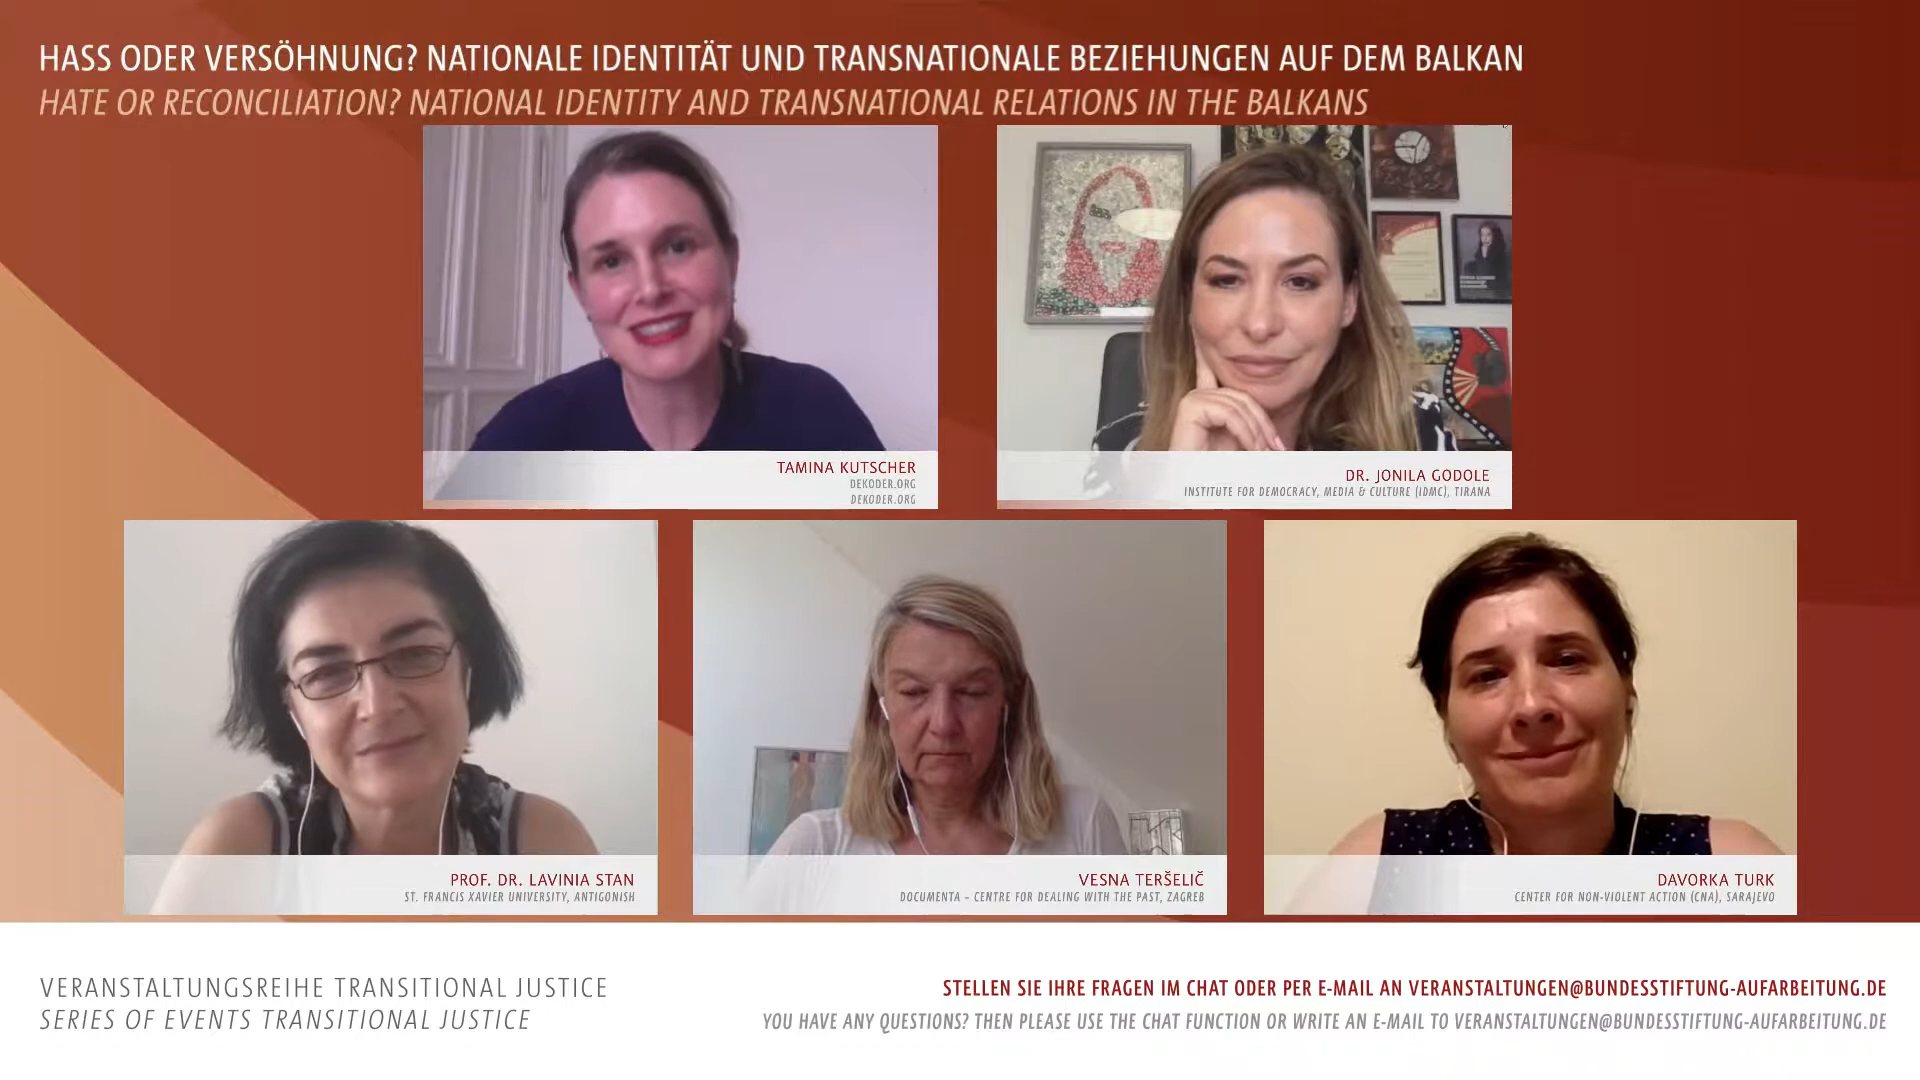 HASS ODER VERSÖHNUNG? NATIONALE IDENTITÄT UND TRANSNATIONALE BEZIEHUNGEN AUF DEM BALKAN
HATE OR RECONCILIATION? NATIONAL IDENTITY AND TRANSNATIONAL RELATIONS IN THE BALKANS
TAMINA KUTSCHER
DEKODER.ORG
DEKODER.ORG
DR. JONILA GODOLE
INSTITUTE FOR DEMOCRACY, MEDIA & CULTURE (IDMC), TIRANA
PROF. DR. LAVINIA STAN
ST. FRANCIS XAVIER UNIVERSITY, ANTIGONISH
VESNA TERŠELIČ
DOCUMENTA – CENTRE FOR DEALING WITH THE PAST, ZAGREB
DAVORKA TURK
CENTER FOR NON-VIOLENT ACTION (CNA), SARAJEVO
VERANSTALTUNGSREIHE TRANSITIONAL JUSTICE
SERIES OF EVENTS TRANSITIONAL JUSTICE
STELLEN SIE IHRE FRAGEN IM CHAT ODER PER E-MAIL AN VERANSTALTUNGEN@BUNDESSTIFTUNG-AUFARBEITUNG.DE
YOU HAVE ANY QUESTIONS? THEN PLEASE USE THE CHAT FUNCTION OR WRITE AN E-MAIL TO VERANSTALTUNGEN@BUNDESSTIFTUNG-AUFARBEITUNG.DE